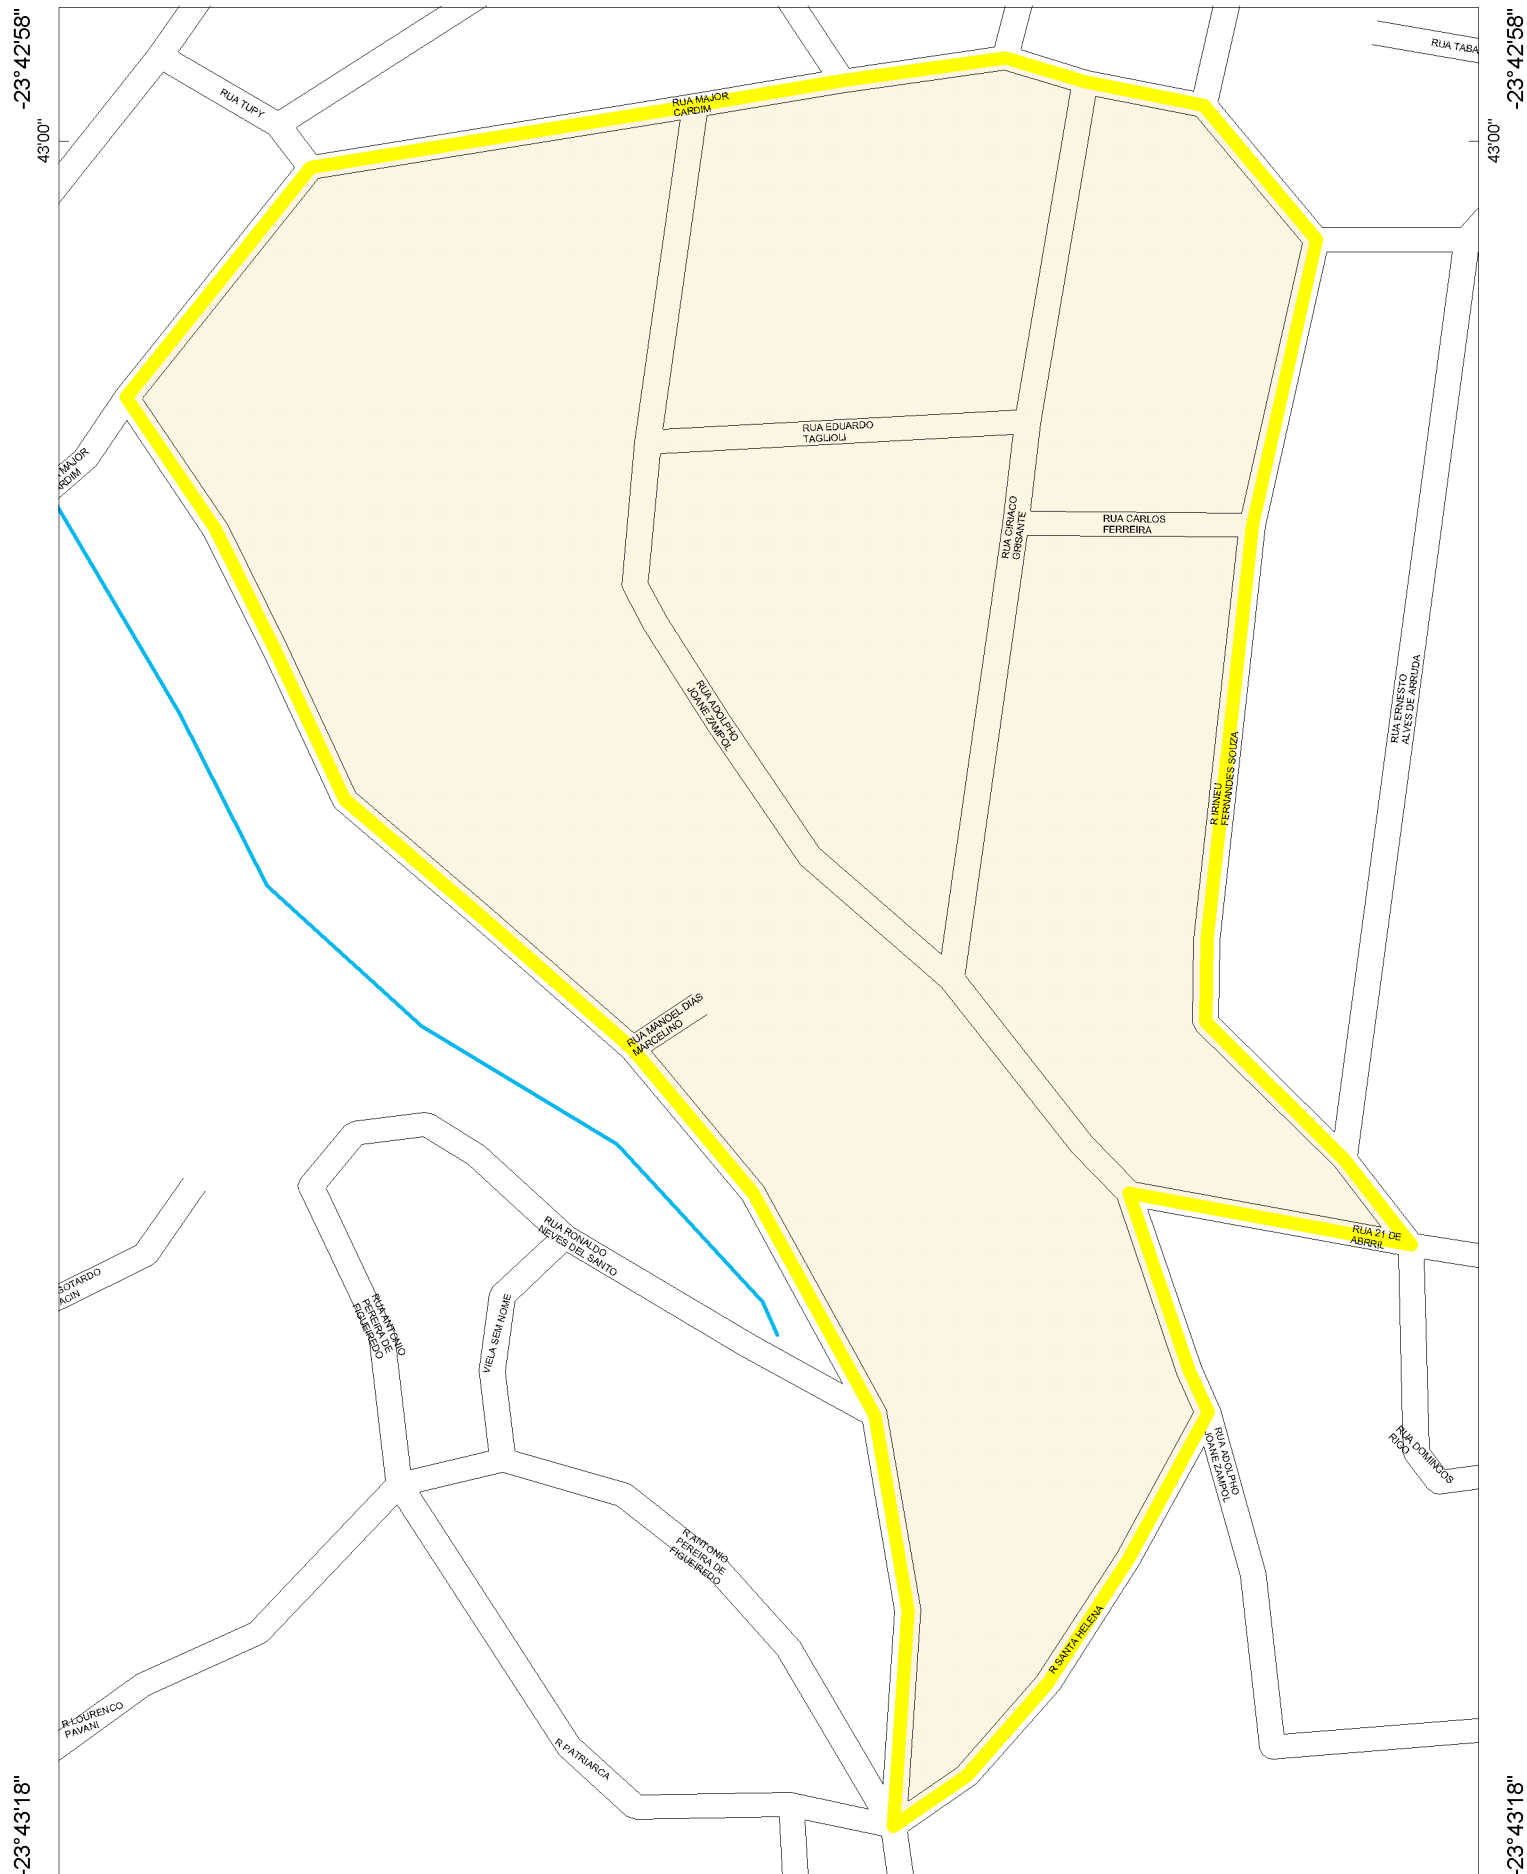 -23°42'58"
-23°42'58"
RUA TABA
RUA TUPY
RUA MAJOR
CARDIM
43'00"
43'00"
RUA EDUARDO
TAGLIOLI
MAJOR
RDIM
RUA CIRIACO
GRISANTE
RUA CARLOS
FERREIRA
RUA ADOLPHO
JOANE ZAMPOL
RUA ERNESTO
ALVES DE ARRUDA
R IRINEU
FERNANDES SOUZA
RUA MANOEL DIAS
MARCELINO
RUA RONALDO
NEVES DEL SANTO
RUA 21 DE
ABRRIL
GOTARDO
ACIN
RUA ANTONIO
PEREIRA DE
FIGUEIREDO
VIELA SEM NOME
RUA ADOLPHO
JOANE ZAMPOL
RUA DOMINGOS
RIGO
R ANTONIO
PEREIRA DE
FIGUEIREDO
R SANTA HELENA
R LOURENCO
PAVANI
R PATRIARCA
-23°43'18"
-23°43'18"